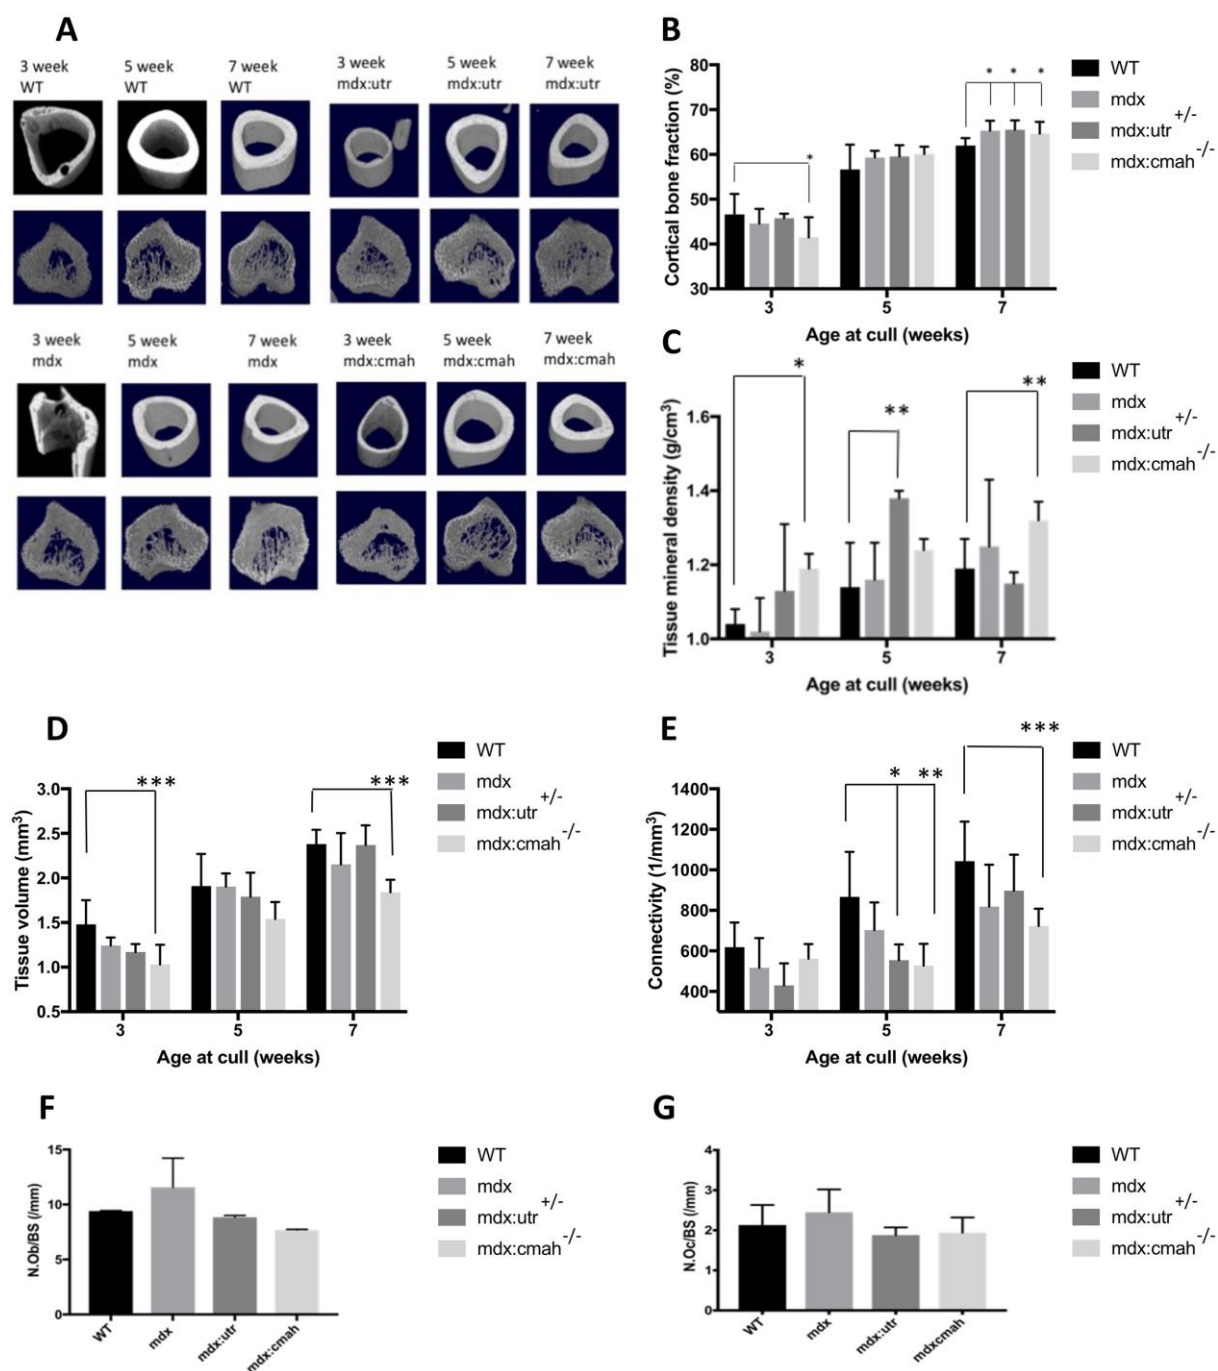 A
3 week
WT
5 week
WT
7 week
WT
3 week
mdx:utr
5 week
mdx:utr
7 week
mdx:utr
3 week
mdx
5 week
mdx
7 week
mdx
3 week
mdx:cmah
5 week
mdx:cmah
7 week
mdx:cmah
B
Cortical bone fraction (%)
80
70
60
50
40
30
*
* * *
3 5 7
Age at cull (weeks)
WT
mdx
mdx:utr+/-
mdx:cmah-/-
C
Tissue mineral density (g/cm³)
1.6
1.4
1.2
1.0
*
**
**
3 5 7
Age at cull (weeks)
WT
mdx
mdx:utr+/-
mdx:cmah-/-
D
Tissue volume (mm³)
3.0
2.5
2.0
1.5
1.0
0.5
***
***
3 5 7
Age at cull (weeks)
WT
mdx
mdx:utr+/-
mdx:cmah-/-
E
Connectivity (1/mm³)
1400
1200
1000
800
600
400
* **
***
3 5 7
Age at cull (weeks)
WT
mdx
mdx:utr+/-
mdx:cmah-/-
F
N.Ob/BS (/mm)
15
10
5
0
WT
mdx
mdx:utr
mdx:cmah
WT
mdx
mdx:utr+/-
mdx:cmah-/-
G
N.Oc/BS (/mm)
4
3
2
1
0
WT
mdx
mdx:utr
mdxcmah
WT
mdx
mdx:utr+/-
mdx:cmah-/-